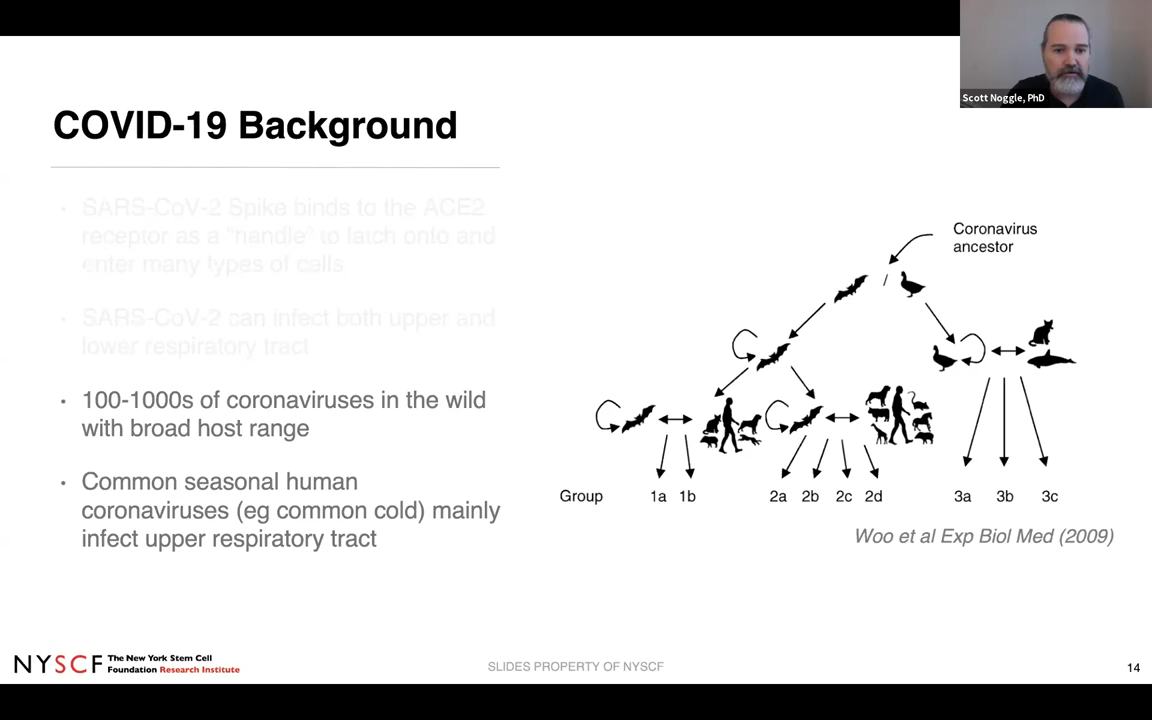 Scott Noggle, PhD
COVID-19 Background
• SARS-CoV-2 Spike binds to the ACE2
receptor as a "handle" to latch onto and
enter many types of cells
• SARS-CoV-2 can infect both upper and
lower respiratory tract
• 100-1000s of coronaviruses in the wild
with broad host range
• Common seasonal human
coronaviruses (eg common cold) mainly
infect upper respiratory tract
Coronavirus
ancestor
/
Group 1a 1b 2a 2b 2c 2d 3a 3b 3c
Woo et al Exp Biol Med (2009)
NYSCF The New York Stem Cell
Foundation Research Institute
SLIDES PROPERTY OF NYSCF
14